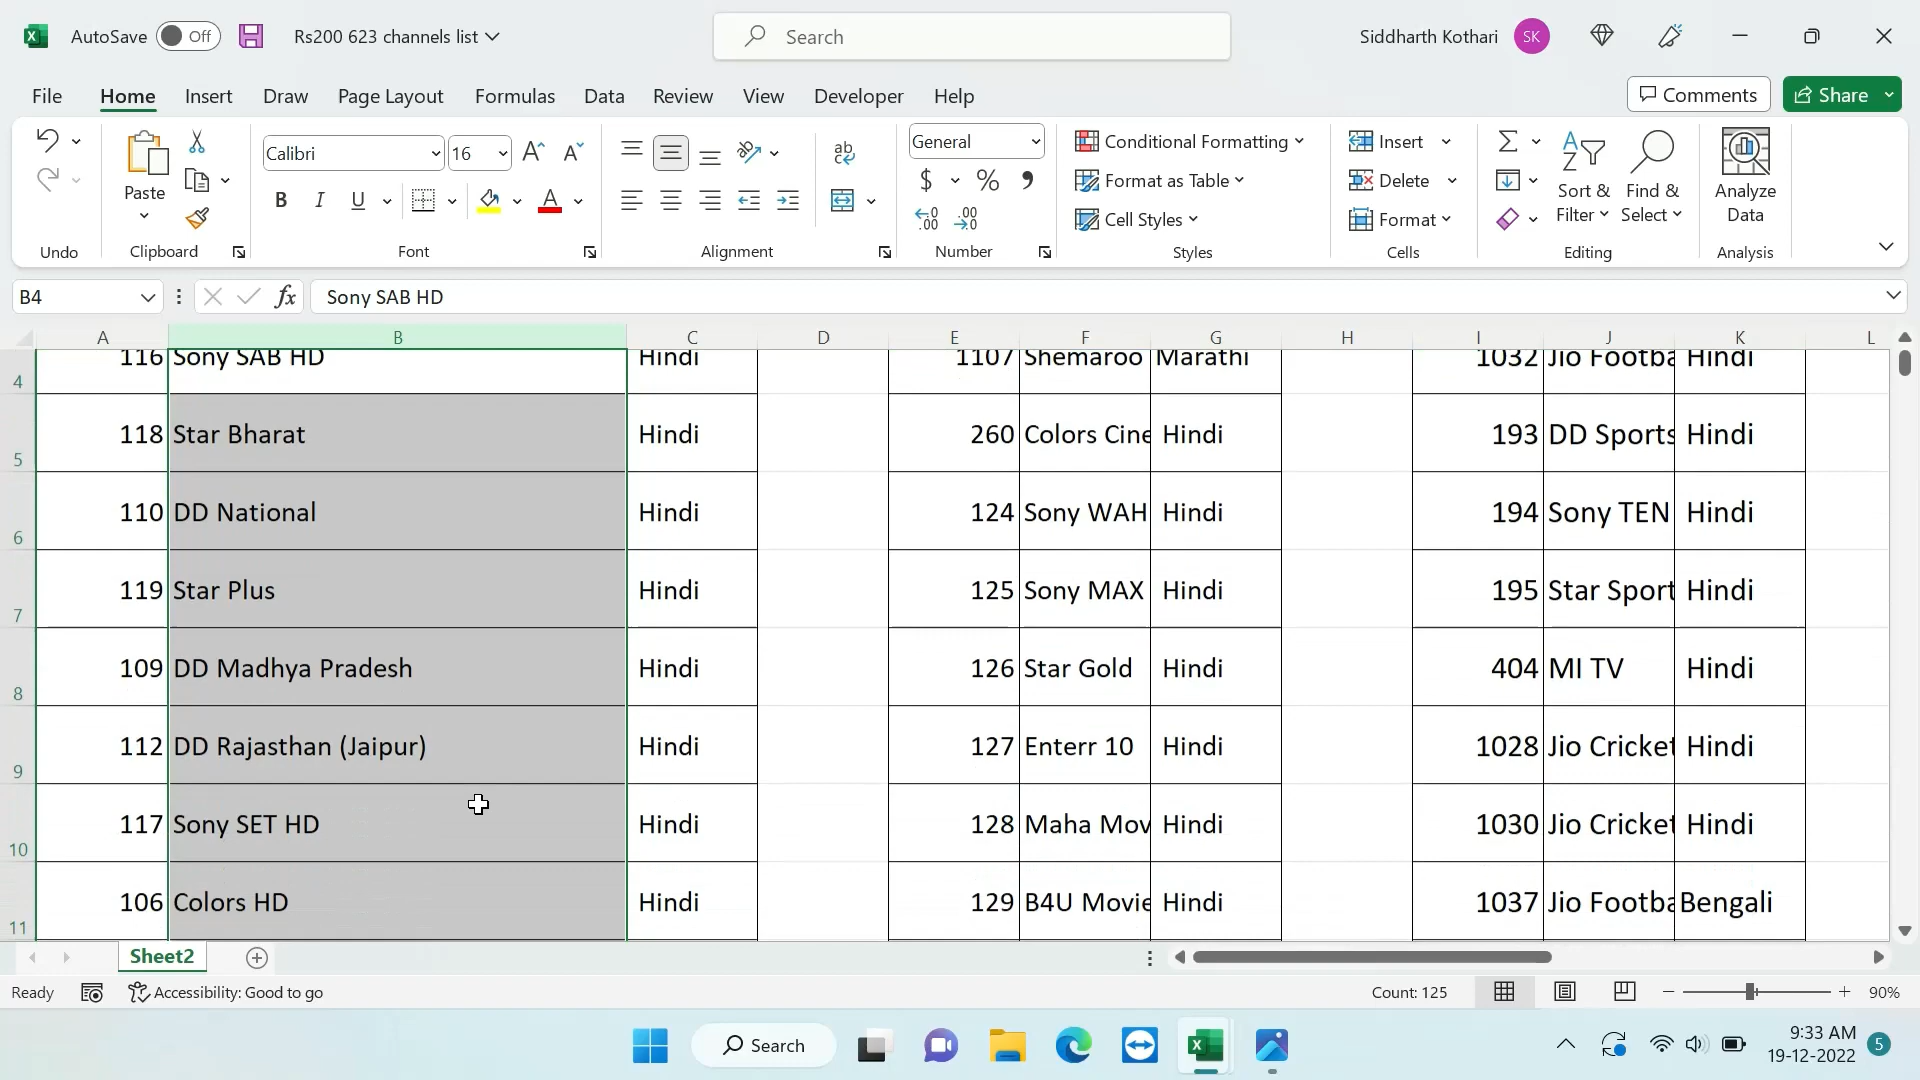 AutoSave Off Rs200 623 channels list Search Siddharth Kothari SK
File Home Insert Draw Page Layout Formulas Data Review View Developer Help Comments Share
Calibri 16 General Conditional Formatting Insert
Paste B I U Format as Table Delete Sort & Filter Find & Select Analyze Data
Cell Styles Format
Undo Clipboard Font Alignment Number Styles Cells Editing Analysis
B4 fx Sony SAB HD
A B C D E F G H I J K L
4 116 Sony SAB HD Hindi 1107 Shemaroo Marathi 1032 Jio Footba Hindi
5 118 Star Bharat Hindi 260 Colors Cine Hindi 193 DD Sports Hindi
6 110 DD National Hindi 124 Sony WAH Hindi 194 Sony TEN Hindi
7 119 Star Plus Hindi 125 Sony MAX Hindi 195 Star Sport Hindi
8 109 DD Madhya Pradesh Hindi 126 Star Gold Hindi 404 MI TV Hindi
9 112 DD Rajasthan (Jaipur) Hindi 127 Enterr 10 Hindi 1028 Jio Cricket Hindi
10 117 Sony SET HD Hindi 128 Maha Mov Hindi 1030 Jio Cricket Hindi
11 106 Colors HD Hindi 129 B4U Movie Hindi 1037 Jio Footba Bengali
Sheet2
Ready Accessibility: Good to go Count: 125 90%
Search 9:33 AM
19-12-2022 5